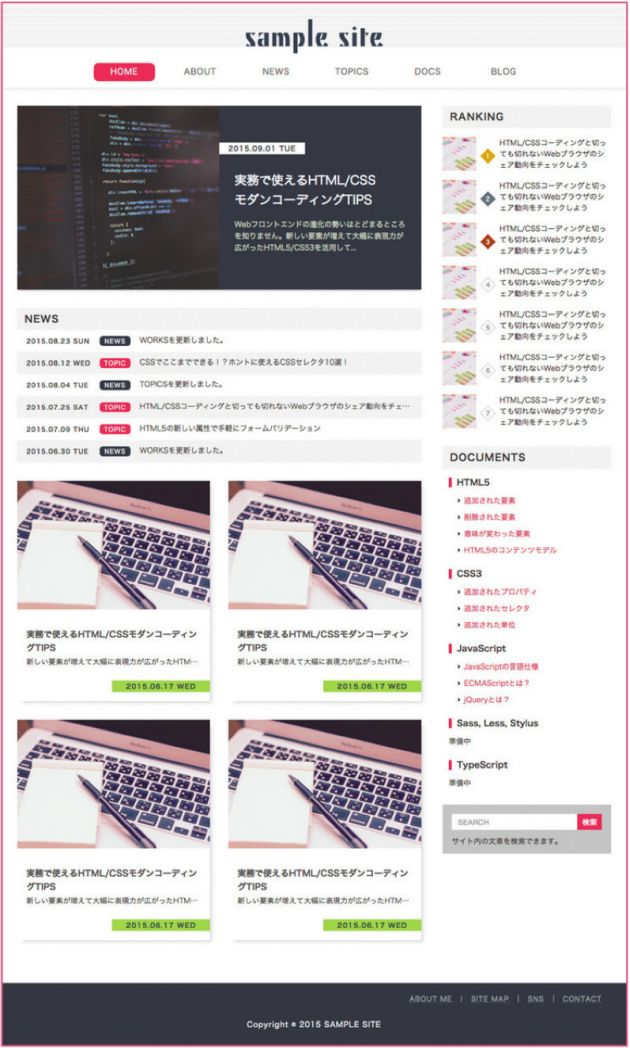 sample site
HOME
ABOUT
NEWS
TOPICS
DOCS
BLOG
2015.09.01 TUE
実務で使えるHTML/CSS
モダンコーディングTIPS
Webフロントエンドの進化の勢いはとどまるところ
を知りません。新しい要素が増えて大幅に表現力が
広がったHTML5/CSS3を活用して...
NEWS
2015.08.23 SUN NEWS WORKSを更新しました。
2015.08.12 WED TOPIC CSSでここまでできる！？ホントに使えるCSSセレクタ10選！
2015.08.04 TUE NEWS TOPICSを更新しました。
2015.07.25 SAT TOPIC HTML/CSSコーディングと切っても切れないWebブラウザのシェア動向をチェ…
2015.07.09 THU TOPIC HTML5の新しい属性で手軽にフォームバリデーション
2015.06.30 TUE NEWS WORKSを更新しました。
実務で使えるHTML/CSSモダンコーディン
グTIPS
新しい要素が増えて大幅に表現力が広がったHTM…
2015.06.17 WED
実務で使えるHTML/CSSモダンコーディン
グTIPS
新しい要素が増えて大幅に表現力が広がったHTM…
2015.06.17 WED
実務で使えるHTML/CSSモダンコーディン
グTIPS
新しい要素が増えて大幅に表現力が広がったHTM…
2015.06.17 WED
実務で使えるHTML/CSSモダンコーディン
グTIPS
新しい要素が増えて大幅に表現力が広がったHTM…
2015.06.17 WED
RANKING
1
HTML/CSSコーディングと切っ
ても切れないWebブラウザのシ
ェア動向をチェックしよう
2
HTML/CSSコーディングと切っ
ても切れないWebブラウザのシ
ェア動向をチェックしよう
3
HTML/CSSコーディングと切っ
ても切れないWebブラウザのシ
ェア動向をチェックしよう
4
HTML/CSSコーディングと切っ
ても切れないWebブラウザのシ
ェア動向をチェックしよう
5
HTML/CSSコーディングと切っ
ても切れないWebブラウザのシ
ェア動向をチェックしよう
6
HTML/CSSコーディングと切っ
ても切れないWebブラウザのシ
ェア動向をチェックしよう
7
HTML/CSSコーディングと切っ
ても切れないWebブラウザのシ
ェア動向をチェックしよう
DOCUMENTS
HTML5
追加された要素
削除された要素
意味が変わった要素
HTML5のコンテンツモデル
CSS3
追加されたプロパティ
追加されたセレクタ
追加された単位
JavaScript
JavaScriptの言語仕様
ECMAScriptとは？
jQueryとは？
Sass, Less, Stylus
準備中
TypeScript
準備中
SEARCH 検索
サイト内の文章を検索できます。
ABOUT ME | SITE MAP | SNS | CONTACT
Copyright © 2015 SAMPLE SITE